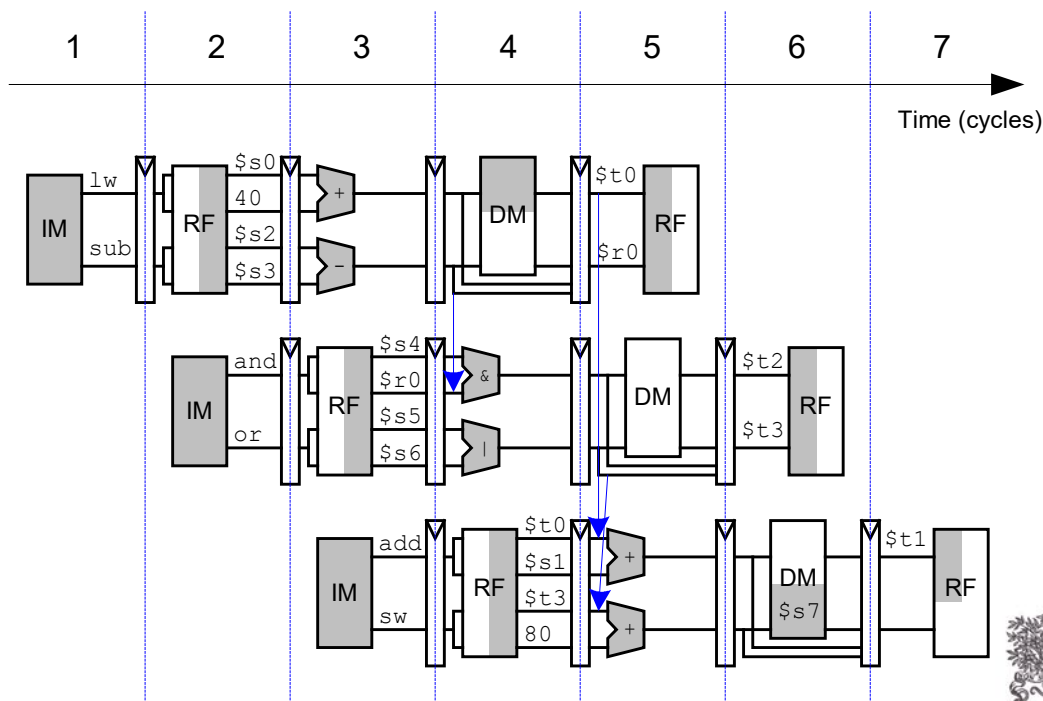 1 2 3 4 5 6 7
Time (cycles)
IM
lw
sub
RF
$s0
40
$s2
$s3
+
-
DM
$t0
$r0
RF
IM
and
or
RF
$s4
$r0
$s5
$s6
&
|
DM
$t2
$t3
RF
IM
add
sw
RF
$t0
$s1
$t3
80
+
+
DM
$s7
$t1
RF